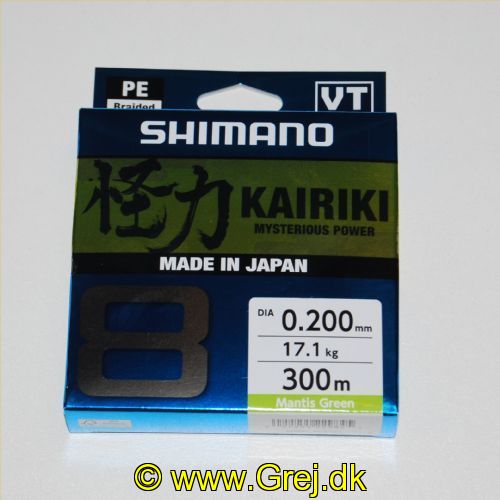 PE
Braided
VT
SHIMANO
怪力 KAIRIKI
MYSTERIOUS POWER
MADE IN JAPAN
8
DIA 0.200mm
17.1kg
300m
Mantis Green
© www.Grej.dk